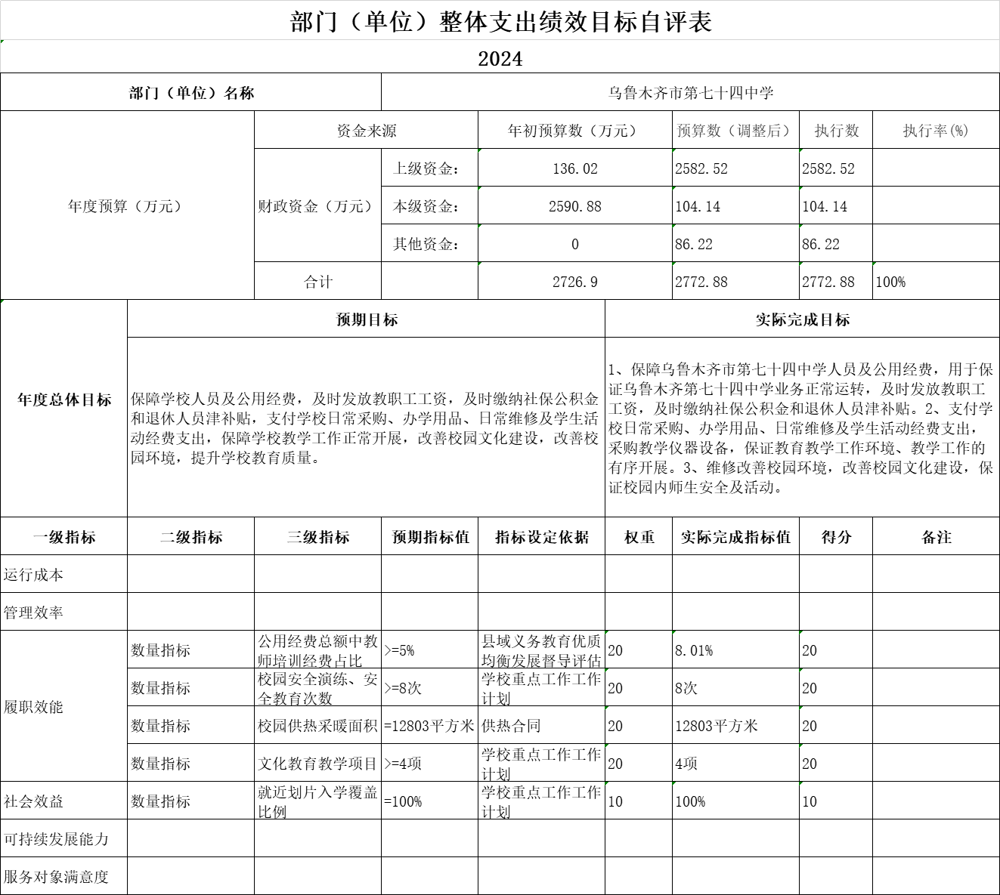 部门（单位）整体支出绩效目标自评表
2024
部门（单位）名称 乌鲁木齐市第七十四中学
年度预算（万元） 资金来源 年初预算数（万元） 预算数（调整后） 执行数 执行率(%)
财政资金（万元） 上级资金： 136.02 2582.52 2582.52
本级资金： 2590.88 104.14 104.14
其他资金： 0 86.22 86.22
合计 2726.9 2772.88 2772.88 100%
年度总体目标 预期目标 实际完成目标
保障学校人员及公用经费，及时发放教职工工资，及时缴纳社保公积金
和退休人员津补贴，支付学校日常采购、办学用品、日常维修及学生活
动经费支出，保障学校教学工作正常开展，改善校园文化建设，改善校
园环境，提升学校教育质量。
1、保障乌鲁木齐市第七十四中学人员及公用经费，用于保
证乌鲁木齐第七十四中学业务正常运转，及时发放教职工
工资，及时缴纳社保公积金和退休人员津补贴。2、支付学
校日常采购、办学用品、日常维修及学生活动经费支出，
采购教学仪器设备，保证教育教学工作环境、教学工作的
有序开展。3、维修改善校园环境，改善校园文化建设，保
证校园内师生安全及活动。
一级指标 二级指标 三级指标 预期指标值 指标设定依据 权重 实际完成指标值 得分 备注
运行成本
管理效率
履职效能
数量指标 公用经费总额中教 >=5% 县域义务教育优质 20 8.01% 20
师培训经费占比 均衡发展督导评估
数量指标 校园安全演练、安 >=8次 学校重点工作工作 20 8次 20
全教育次数 计划
数量指标 校园供热采暖面积 =12803平方米 供热合同 20 12803平方米 20
数量指标 文化教育教学项目 >=4项 学校重点工作工作 20 4项 20
计划
社会效益 数量指标 就近划片入学覆盖 =100% 学校重点工作工作 10 100% 10
比例 计划
可持续发展能力
服务对象满意度